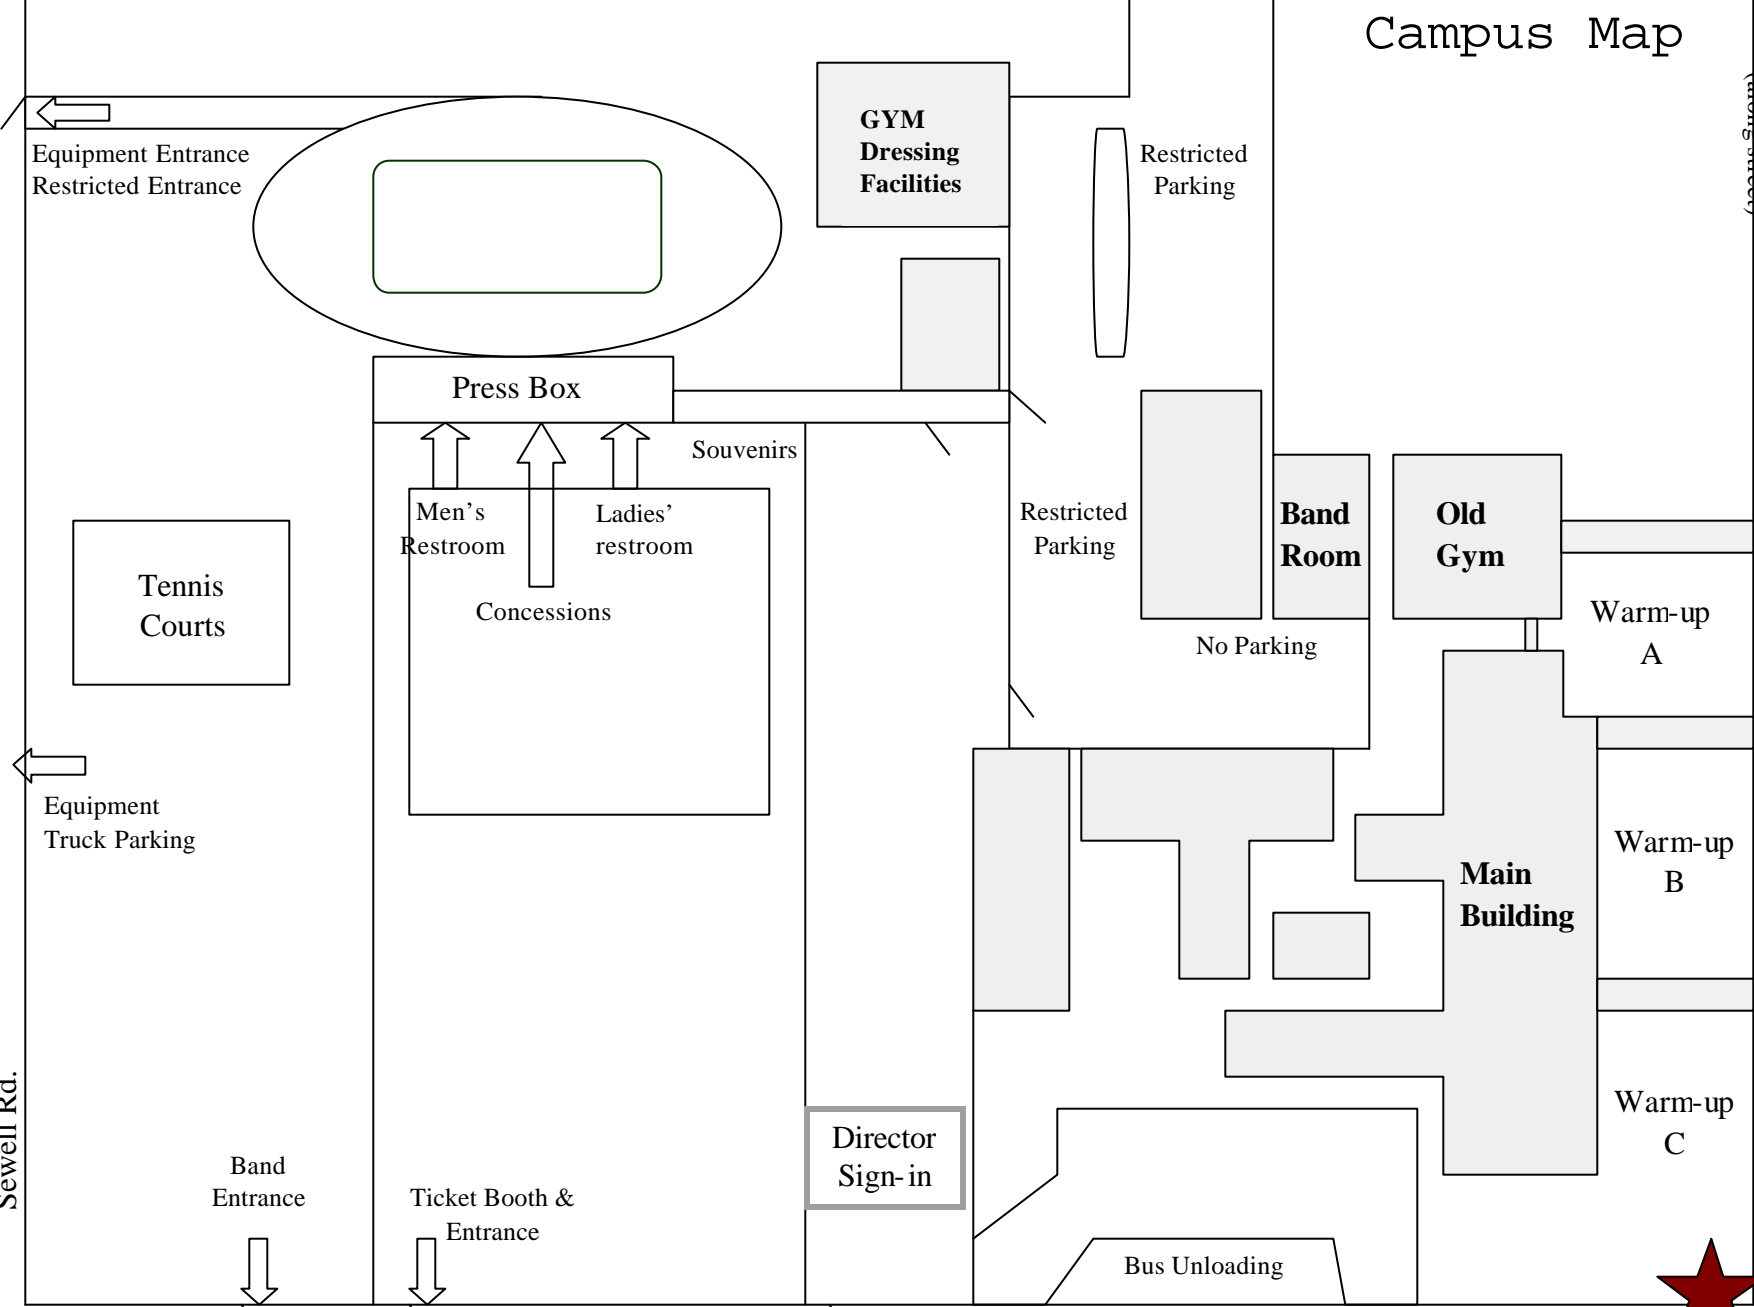 Campus Map
(along street)
GYM
Dressing
Facilities
Restricted
Parking
Equipment Entrance
Restricted Entrance
Press Box
Souvenirs
Men's
Restroom
Ladies'
restroom
Concessions
Restricted
Parking
Band
Room
Old
Gym
Tennis
Courts
Warm-up
A
No Parking
Equipment
Truck Parking
Warm-up
B
Main
Building
Sewell Rd.
Warm-up
C
Director
Sign-in
Band
Entrance
Ticket Booth &
Entrance
Bus Unloading